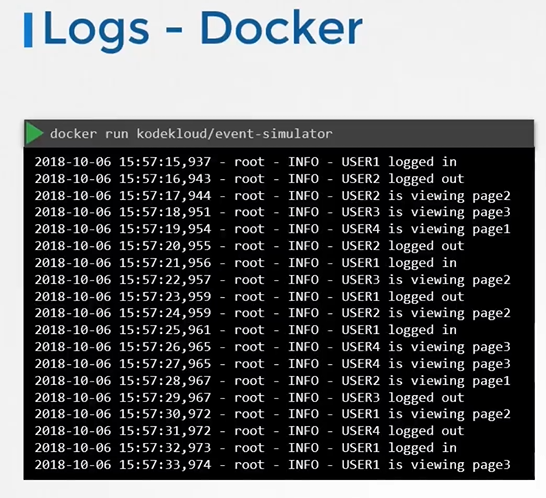 Logs - Docker
docker run kodekloud/event-simulator
2018-10-06 15:57:15,937 - root - INFO - USER1 logged in
2018-10-06 15:57:16,943 - root - INFO - USER2 logged out
2018-10-06 15:57:17,944 - root - INFO - USER2 is viewing page2
2018-10-06 15:57:18,951 - root - INFO - USER3 is viewing page3
2018-10-06 15:57:19,954 - root - INFO - USER4 is viewing page1
2018-10-06 15:57:20,955 - root - INFO - USER2 logged out
2018-10-06 15:57:21,956 - root - INFO - USER1 logged in
2018-10-06 15:57:22,957 - root - INFO - USER3 is viewing page2
2018-10-06 15:57:23,959 - root - INFO - USER1 logged out
2018-10-06 15:57:24,959 - root - INFO - USER2 is viewing page2
2018-10-06 15:57:25,961 - root - INFO - USER1 logged in
2018-10-06 15:57:26,965 - root - INFO - USER4 is viewing page3
2018-10-06 15:57:27,965 - root - INFO - USER4 is viewing page3
2018-10-06 15:57:28,967 - root - INFO - USER2 is viewing page1
2018-10-06 15:57:29,967 - root - INFO - USER3 logged out
2018-10-06 15:57:30,972 - root - INFO - USER1 is viewing page2
2018-10-06 15:57:31,972 - root - INFO - USER4 logged out
2018-10-06 15:57:32,973 - root - INFO - USER1 logged in
2018-10-06 15:57:33,974 - root - INFO - USER1 is viewing page3